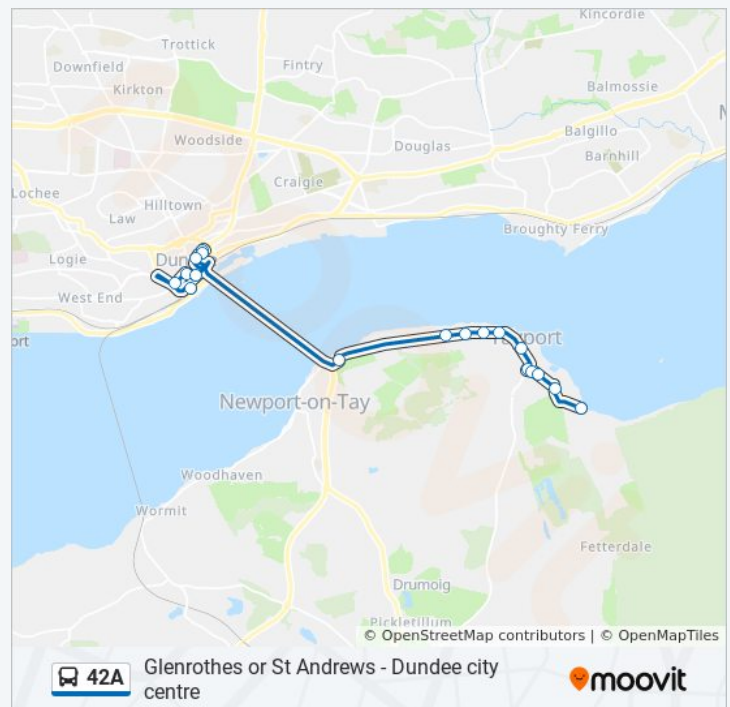 Kincordie
Trottick
Downfield
Fintry
Kirkton
Balmossie
Woodside
Balgillo
Douglas
Barnhill
Craigie
Lochee
Hilltown
Law
Broughty Ferry
Logie
West End
Newport-on-Tay
Woodhaven
Wormit
Fetterdale
Drumoig
Pickletillum
© OpenStreetMap contributors | © OpenMapTiles
42A
Glenrothes or St Andrews - Dundee city
centre
moovit